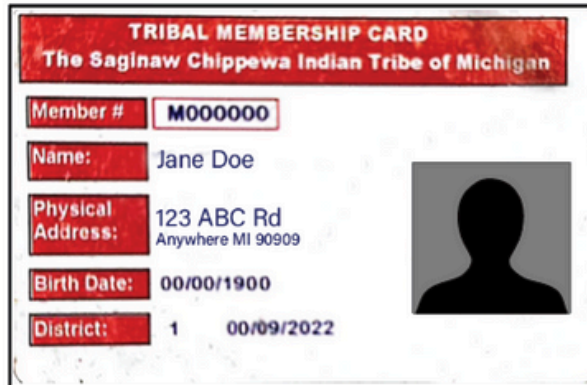 TRIBAL MEMBERSHIP CARD
The Saginaw Chippewa Indian Tribe of Michigan
Member # M000000
Name: Jane Doe
Physical
Address: 123 ABC Rd
Anywhere MI 90909
Birth Date: 00/00/1900
District: 1 00/09/2022